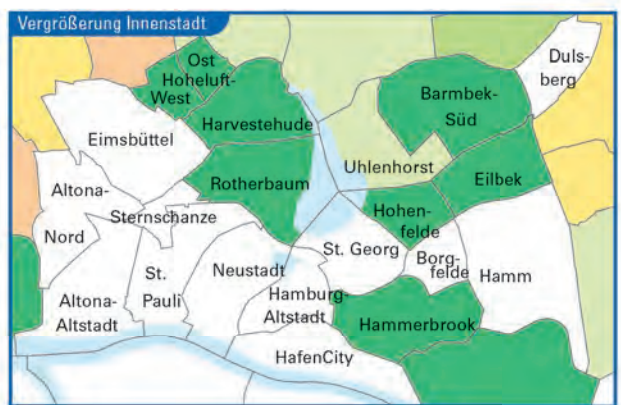 Vergrößerung Innenstadt
Ost
Hoheluft-
West
Duls-
berg
Barmbek-
Süd
Harvestehude
Eimsbüttel
Uhlenhorst
Eilbek
Rotherbaum
Altona-
Nord
Sternschanze
Hohen-
felde
St. Georg
Borg-
felde
Hamm
St.
Pauli
Neustadt
Hamburg-
Altstadt
Altona-
Altstadt
Hammerbrook
HafenCity